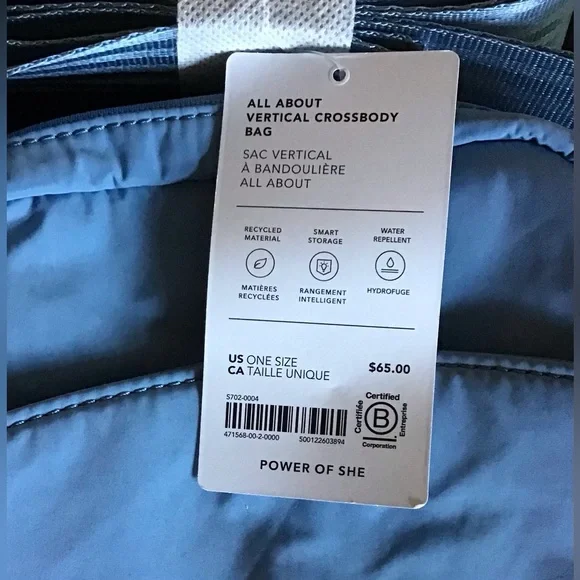 ALL ABOUT
VERTICAL CROSSBODY
BAG
SAC VERTICAL
À BANDOULIÈRE
ALL ABOUT
RECYCLED
MATERIAL
SMART
STORAGE
WATER
REPELLENT
MATIÈRES
RECYCLÉES
RANGEMENT
INTELLIGENT
HYDROFUGE
US ONE SIZE
CA TAILLE UNIQUE
$65.00
S702-0004
471568-00-2-0000 S00122603894
Certified
Certifiée
B
Entreprise
Corporation
POWER OF SHE